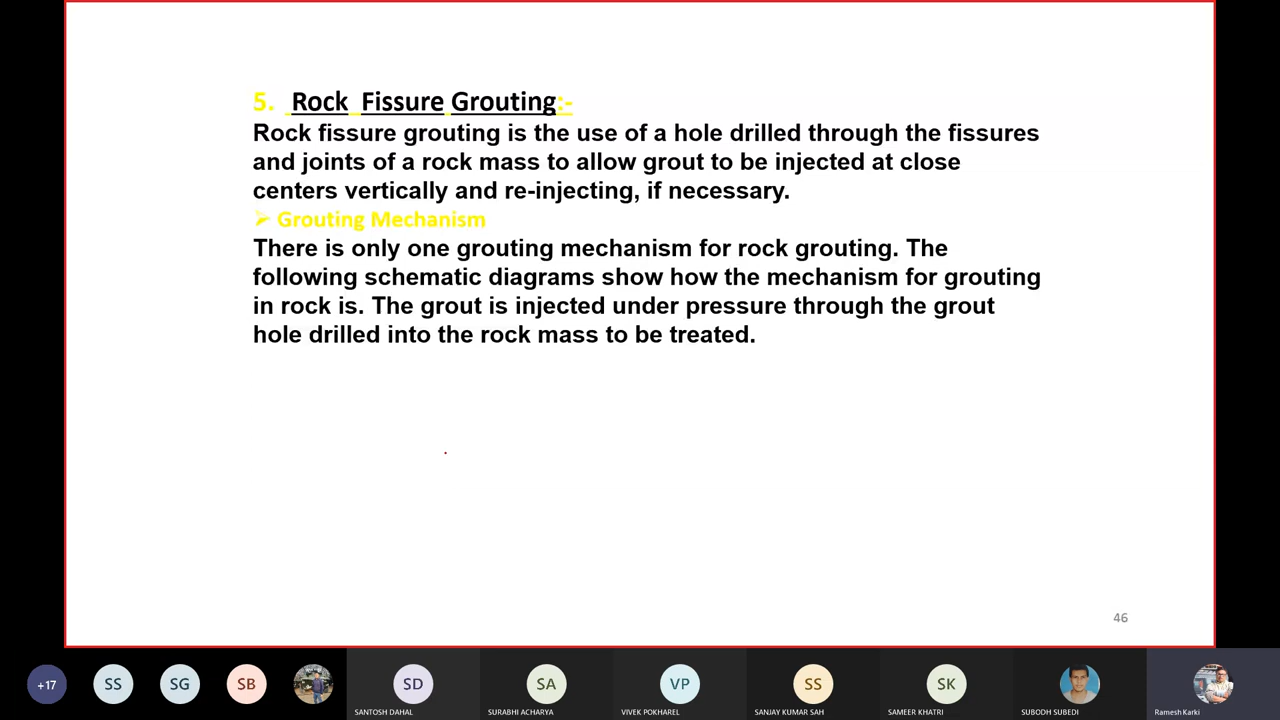 5. Rock Fissure Grouting:-
Rock fissure grouting is the use of a hole drilled through the fissures
and joints of a rock mass to allow grout to be injected at close
centers vertically and re-injecting, if necessary.
➢ Grouting Mechanism
There is only one grouting mechanism for rock grouting. The
following schematic diagrams show how the mechanism for grouting
in rock is. The grout is injected under pressure through the grout
hole drilled into the rock mass to be treated.
46
+17 SS SG SB SD SA VP SS SK
SANTOSH DAHAL SURABHI ACHARYA VIVEK POKHAREL SANJAY KUMAR SAH SAMEER KHATRI SUBODH SUBEDI Ramesh Karki